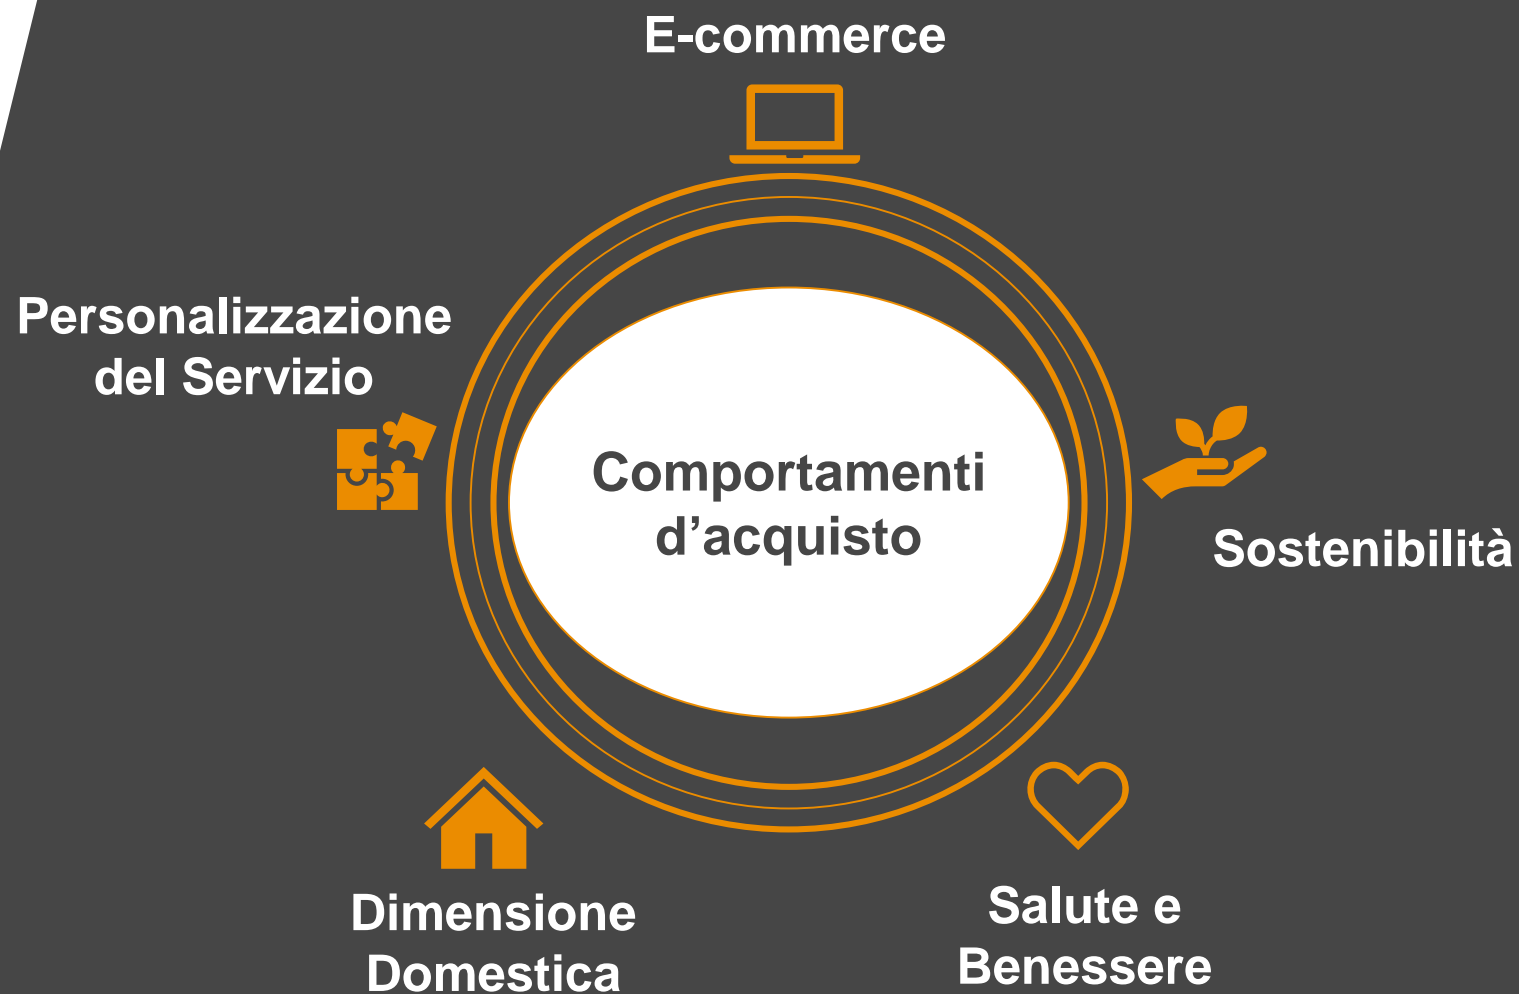 E-commerce
Personalizzazione
del Servizio
Comportamenti
d’acquisto
Sostenibilità
Dimensione
Domestica
Salute e
Benessere